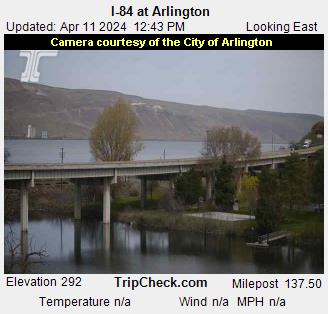 I-84 at Arlington
Updated: Apr 11 2024 12:43 PM Looking East
Camera courtesy of the City of Arlington
Elevation 292 TripCheck.com Milepost 137.50
Temperature n/a Wind n/a MPH n/a